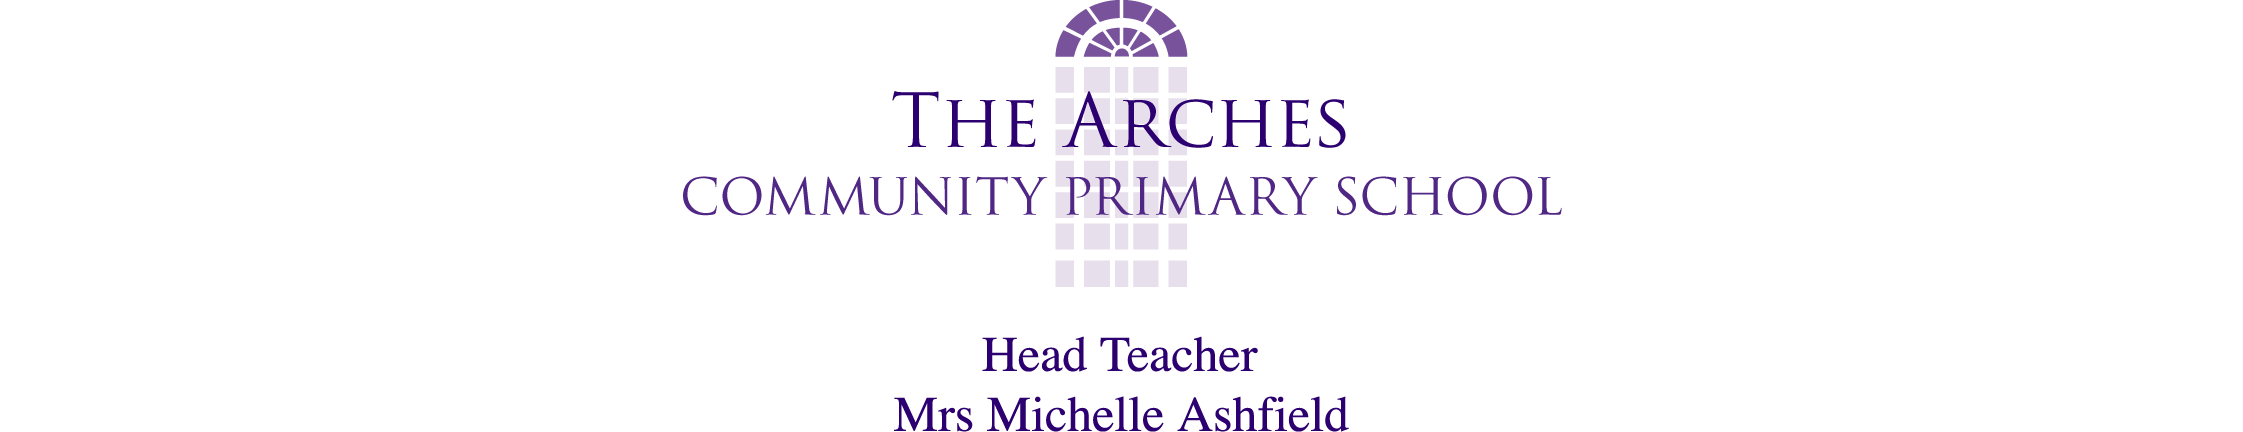 THE ARCHES
COMMUNITY PRIMARY SCHOOL
Head Teacher
Mrs Michelle Ashfield